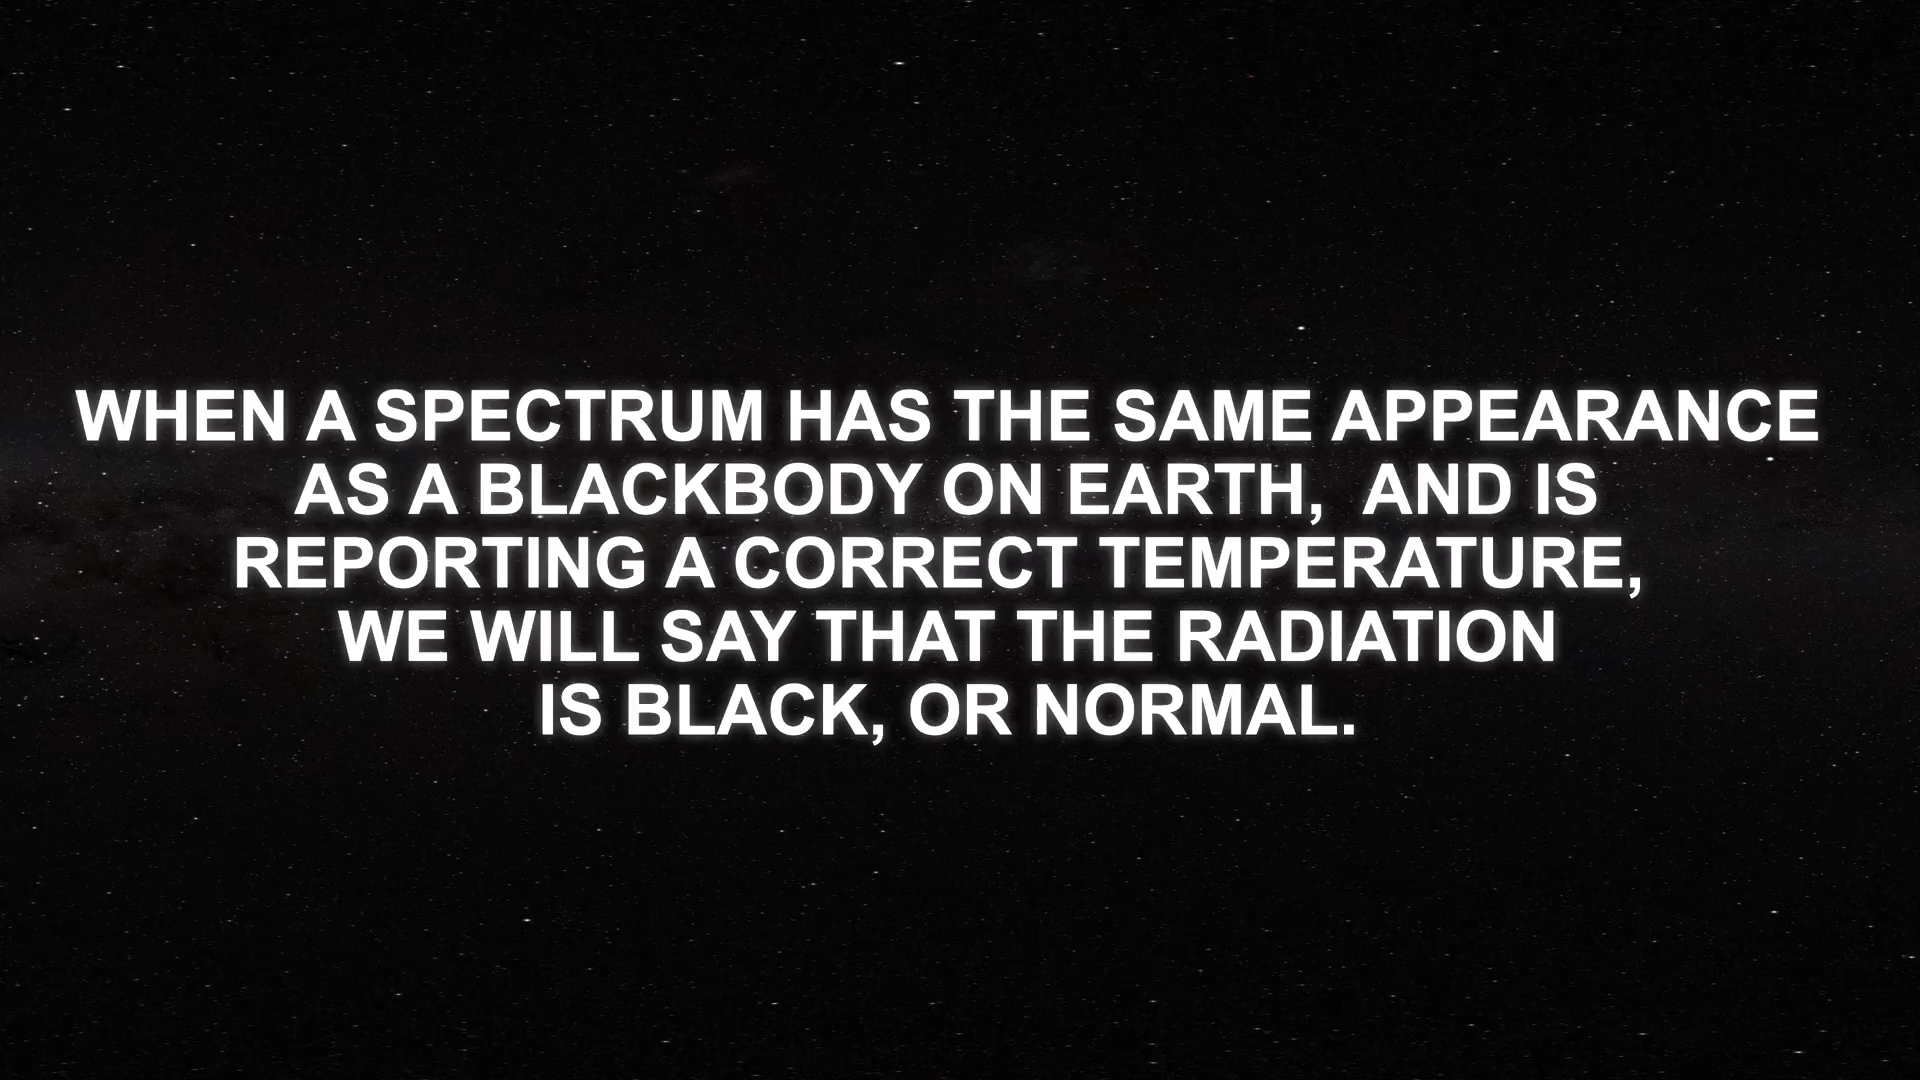 WHEN A SPECTRUM HAS THE SAME APPEARANCE
AS A BLACKBODY ON EARTH,  AND IS
REPORTING A CORRECT TEMPERATURE,
WE WILL SAY THAT THE RADIATION
IS BLACK, OR NORMAL.